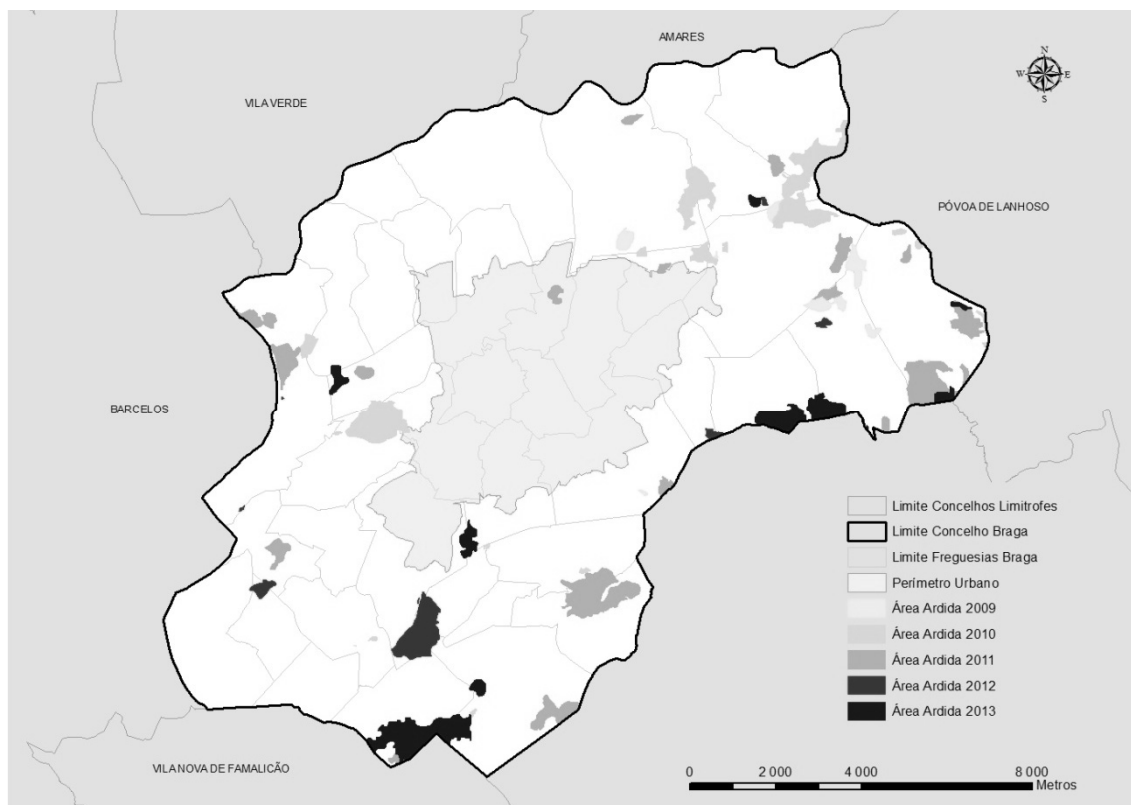 AMARES
N
W E
S
VILA VERDE
PÓVOA DE LANHOSO
BARCELOS
VILA NOVA DE FAMALICÃO
Limite Concelhos Limitrofes
Limite Concelho Braga
Limite Freguesias Braga
Perímetro Urbano
Área Ardida 2009
Área Ardida 2010
Área Ardida 2011
Área Ardida 2012
Área Ardida 2013
0 2 000 4 000 8 000
Metros